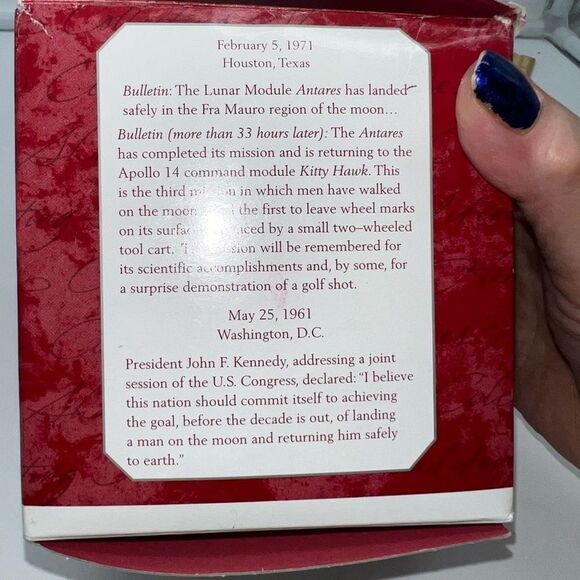 February 5, 1971
Houston, Texas
Bulletin: The Lunar Module Antares has landed
safely in the Fra Mauro region of the moon...
Bulletin (more than 33 hours later): The Antares
has completed its mission and is returning to the
Apollo 14 command module Kitty Hawk. This
is the third mission in which men have walked
on the moon the first to leave wheel marks
on its by a small two–wheeled
tool cart. will be remembered for
its scientific accomplishments and, by some, for
a surprise demonstration of a golf shot.
May 25, 1961
Washington, D.C.
President John F. Kennedy, addressing a joint
session of the U.S. Congress, declared: “I believe
this nation should commit itself to achieving
the goal, before the decade is out, of landing
a man on the moon and returning him safely
to earth.”